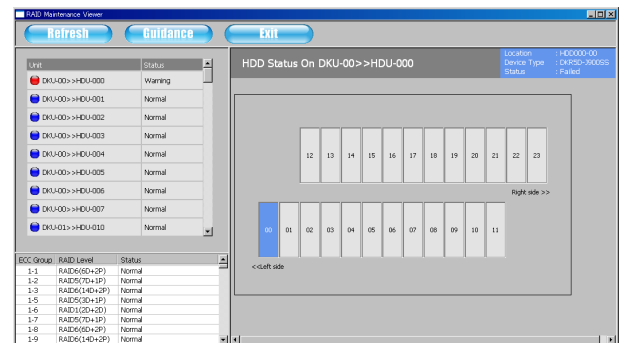 RAID Maintenance Viewer
Refresh Guidance Exit
Unit Status
DKU-00>>HDU-000 Warning
DKU-00>>HDU-001 Normal
DKU-00>>HDU-002 Normal
DKU-00>>HDU-003 Normal
DKU-00>>HDU-004 Normal
DKU-00>>HDU-005 Normal
DKU-00>>HDU-006 Normal
DKU-00>>HDU-007 Normal
DKU-01>>HDU-010 Normal
ECC Group RAID Level Status
1-1 RAID6(6D+2P) Normal
1-2 RAID5(7D+1P) Normal
1-3 RAID6(14D+2P) Normal
1-5 RAID5(3D+1P) Normal
1-6 RAID1(2D+2D) Normal
1-7 RAID5(7D+1P) Normal
1-8 RAID6(6D+2P) Normal
1-9 RAID6(14D+2P) Normal
HDD Status On DKU-00>>HDU-000
Location : HDD000-00
Device Type : DKR5D-J900SS
Status : Failed
12 13 14 15 16 17 18 19 20 21 22 23
Right side >>
00 01 02 03 04 05 06 07 08 09 10 11
<<Left side